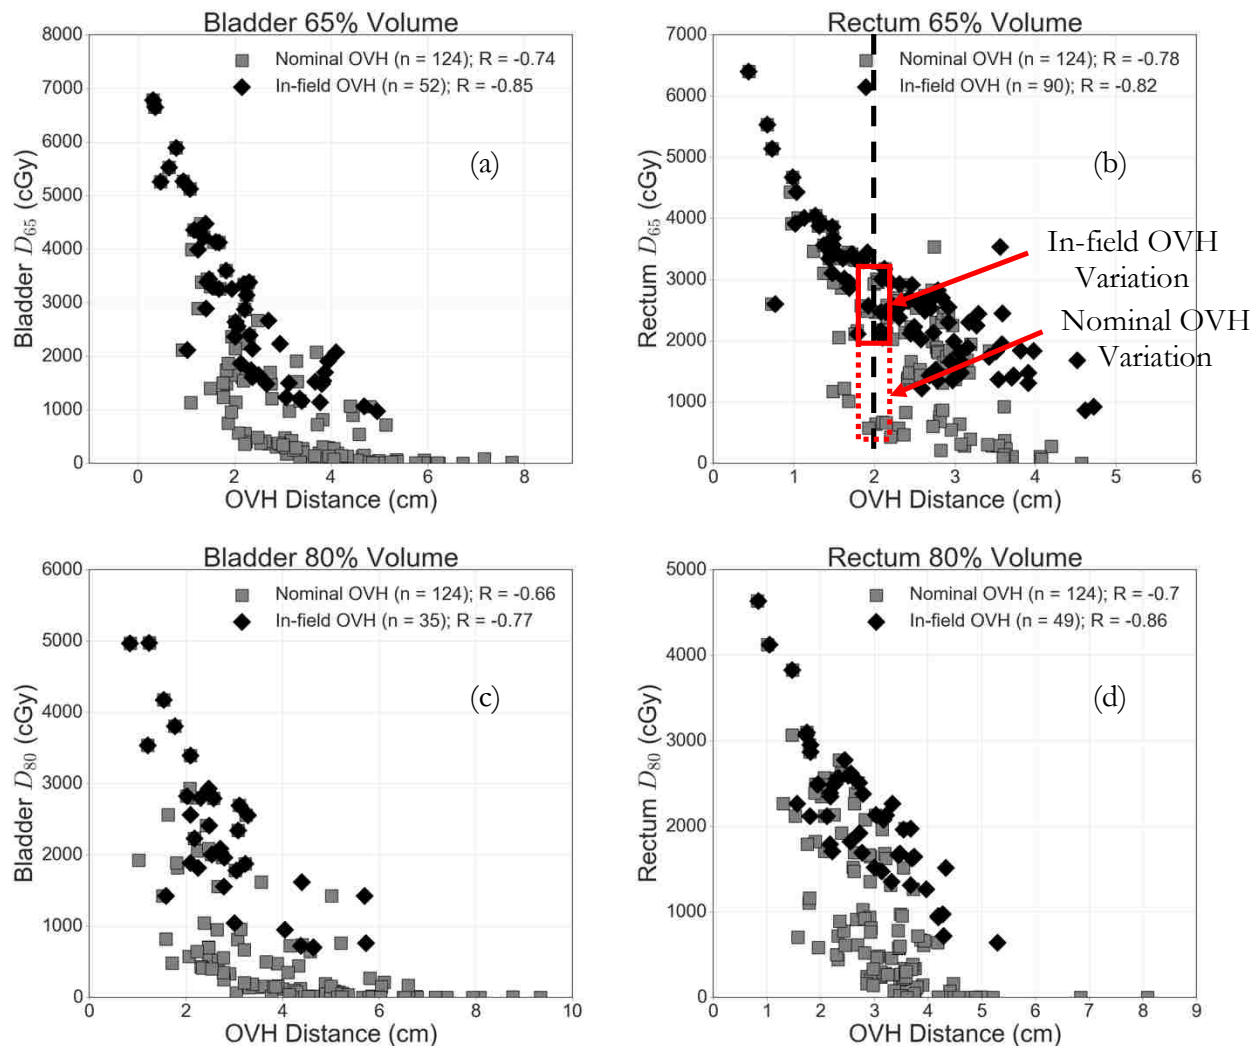 Bladder 65% Volume
8000
7000
6000
5000
4000
3000
2000
1000
0
Bladder D65 (cGy)
Nominal OVH (n = 124); R = -0.74
In-field OVH (n = 52); R = -0.85
(a)
0 2 4 6 8
OVH Distance (cm)
Rectum 65% Volume
7000
6000
5000
4000
3000
2000
1000
0
Rectum D65 (cGy)
Nominal OVH (n = 124); R = -0.78
In-field OVH (n = 90); R = -0.82
(b)
In-field OVH
Variation
Nominal OVH
Variation
0 1 2 3 4 5 6
OVH Distance (cm)
Bladder 80% Volume
6000
5000
4000
3000
2000
1000
0
Bladder D80 (cGy)
Nominal OVH (n = 124); R = -0.66
In-field OVH (n = 35); R = -0.77
(c)
0 2 4 6 8 10
OVH Distance (cm)
Rectum 80% Volume
5000
4000
3000
2000
1000
0
Rectum D80 (cGy)
Nominal OVH (n = 124); R = -0.7
In-field OVH (n = 49); R = -0.86
(d)
0 1 2 3 4 5 6 7 8 9
OVH Distance (cm)